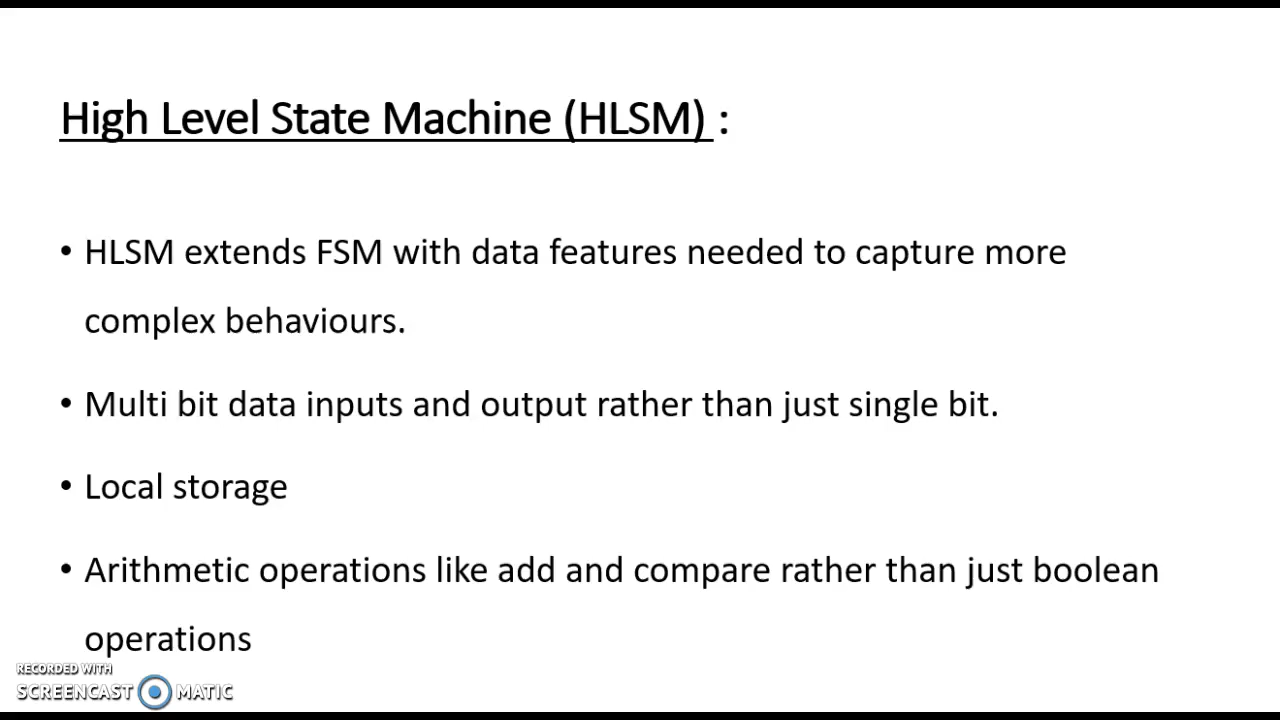 High Level State Machine (HLSM) :
• HLSM extends FSM with data features needed to capture more
complex behaviours.
• Multi bit data inputs and output rather than just single bit.
• Local storage
• Arithmetic operations like add and compare rather than just boolean
operations
RECORDED WITH
SCREENCAST MATIC